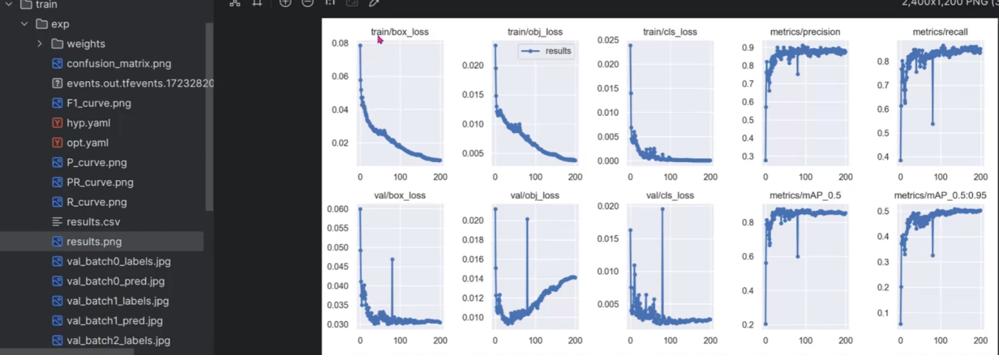 train
1:1
2,400x1,200 PNG (3
exp
weights
confusion_matrix.png
events.out.tfevents.17232820
F1_curve.png
hyp.yaml
opt.yaml
P_curve.png
PR_curve.png
R_curve.png
results.csv
results.png
val_batch0_labels.jpg
val_batch0_pred.jpg
val_batch1_labels.jpg
val_batch1_pred.jpg
val_batch2_labels.jpg
train/box_loss
0.08
0.06
0.04
0.02
0 100 200
train/obj_loss
results
0.020
0.015
0.010
0.005
0 100 200
train/cls_loss
0.025
0.020
0.015
0.010
0.005
0.000
0 100 200
metrics/precision
0.9
0.8
0.7
0.6
0.5
0.4
0.3
0 100 200
metrics/recall
0.8
0.7
0.6
0.5
0.4
0 100 200
val/box_loss
0.060
0.055
0.050
0.045
0.040
0.035
0.030
0 100 200
val/obj_loss
0.020
0.018
0.016
0.014
0.012
0.010
0 100 200
val/cls_loss
0.020
0.015
0.010
0.005
0 100 200
metrics/mAP_0.5
0.8
0.6
0.4
0.2
0 100 200
metrics/mAP_0.5:0.95
0.5
0.4
0.3
0.2
0.1
0 100 200